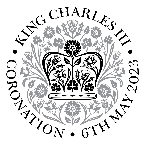 • KING CHARLES III •
CORONATION • 6TH MAY 2023